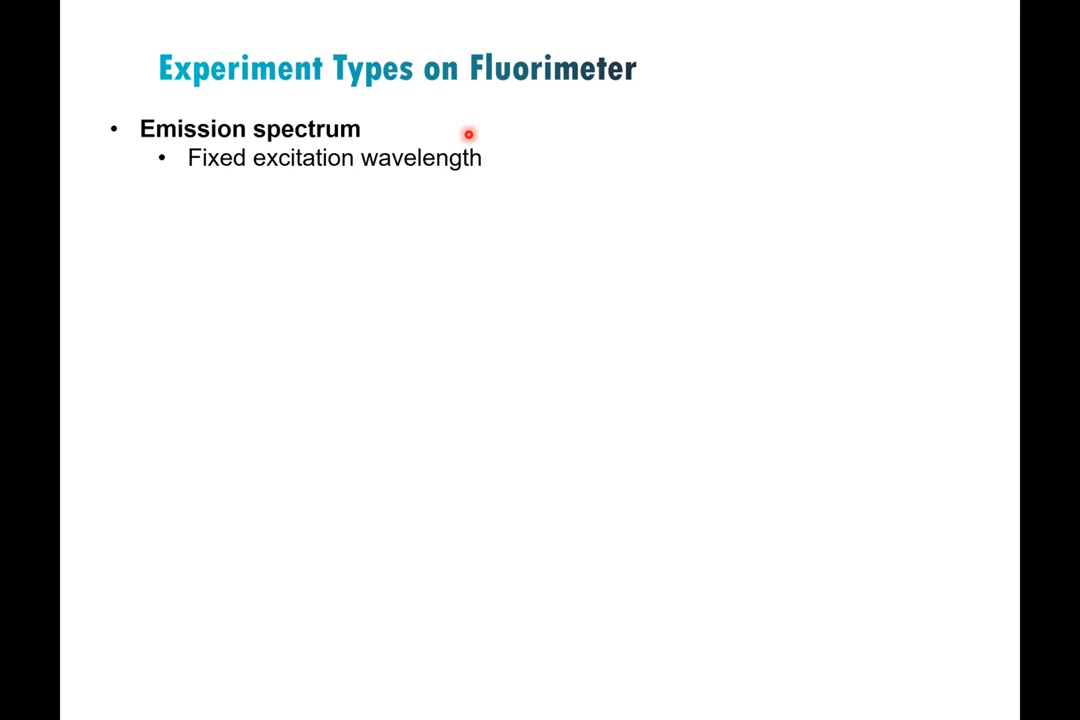 Experiment Types on Fluorimeter
• Emission spectrum
• Fixed excitation wavelength